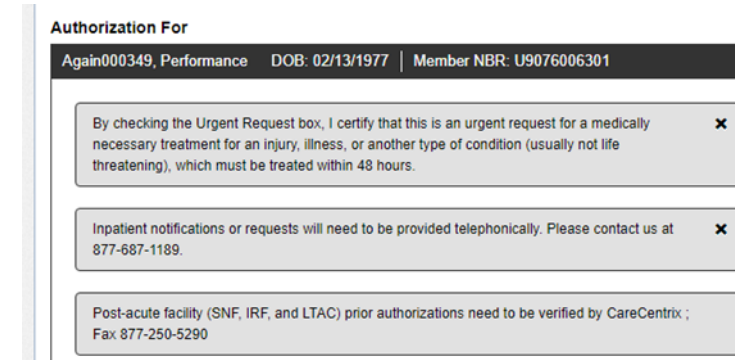 Authorization For
Again000349, Performance DOB: 02/13/1977 | Member NBR: U9076006301
By checking the Urgent Request box, I certify that this is an urgent request for a medically
necessary treatment for an injury, illness, or another type of condition (usually not life
threatening), which must be treated within 48 hours.
Inpatient notifications or requests will need to be provided telephonically. Please contact us at
877-687-1189.
Post-acute facility (SNF, IRF, and LTAC) prior authorizations need to be verified by CareCentrix ;
Fax 877-250-5290